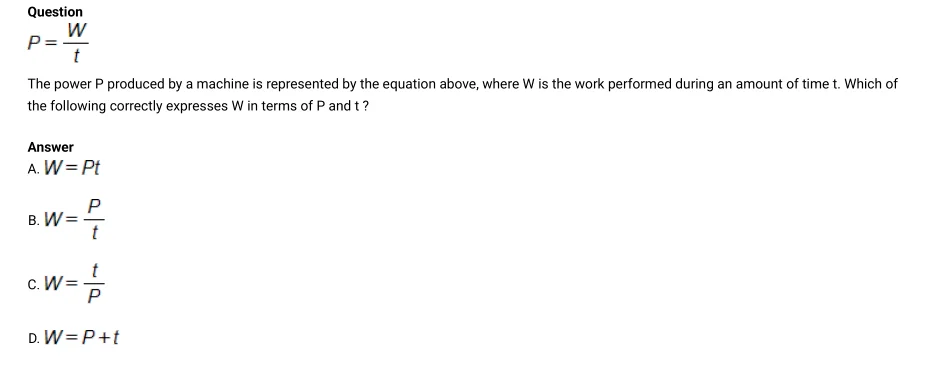 Question
P = W/t
The power P produced by a machine is represented by the equation above, where W is the work performed during an amount of time t. Which of
the following correctly expresses W in terms of P and t ?
Answer
A. W = Pt
B. W = P/t
C. W = t/P
D. W = P + t